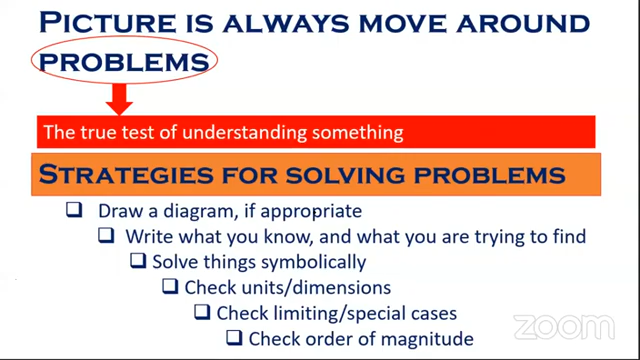 PICTURE IS ALWAYS MOVE AROUND
PROBLEMS
The true test of understanding something
STRATEGIES FOR SOLVING PROBLEMS
Draw a diagram, if appropriate
Write what you know, and what you are trying to find
Solve things symbolically
Check units/dimensions
Check limiting/special cases
Check order of magnitude
zoom